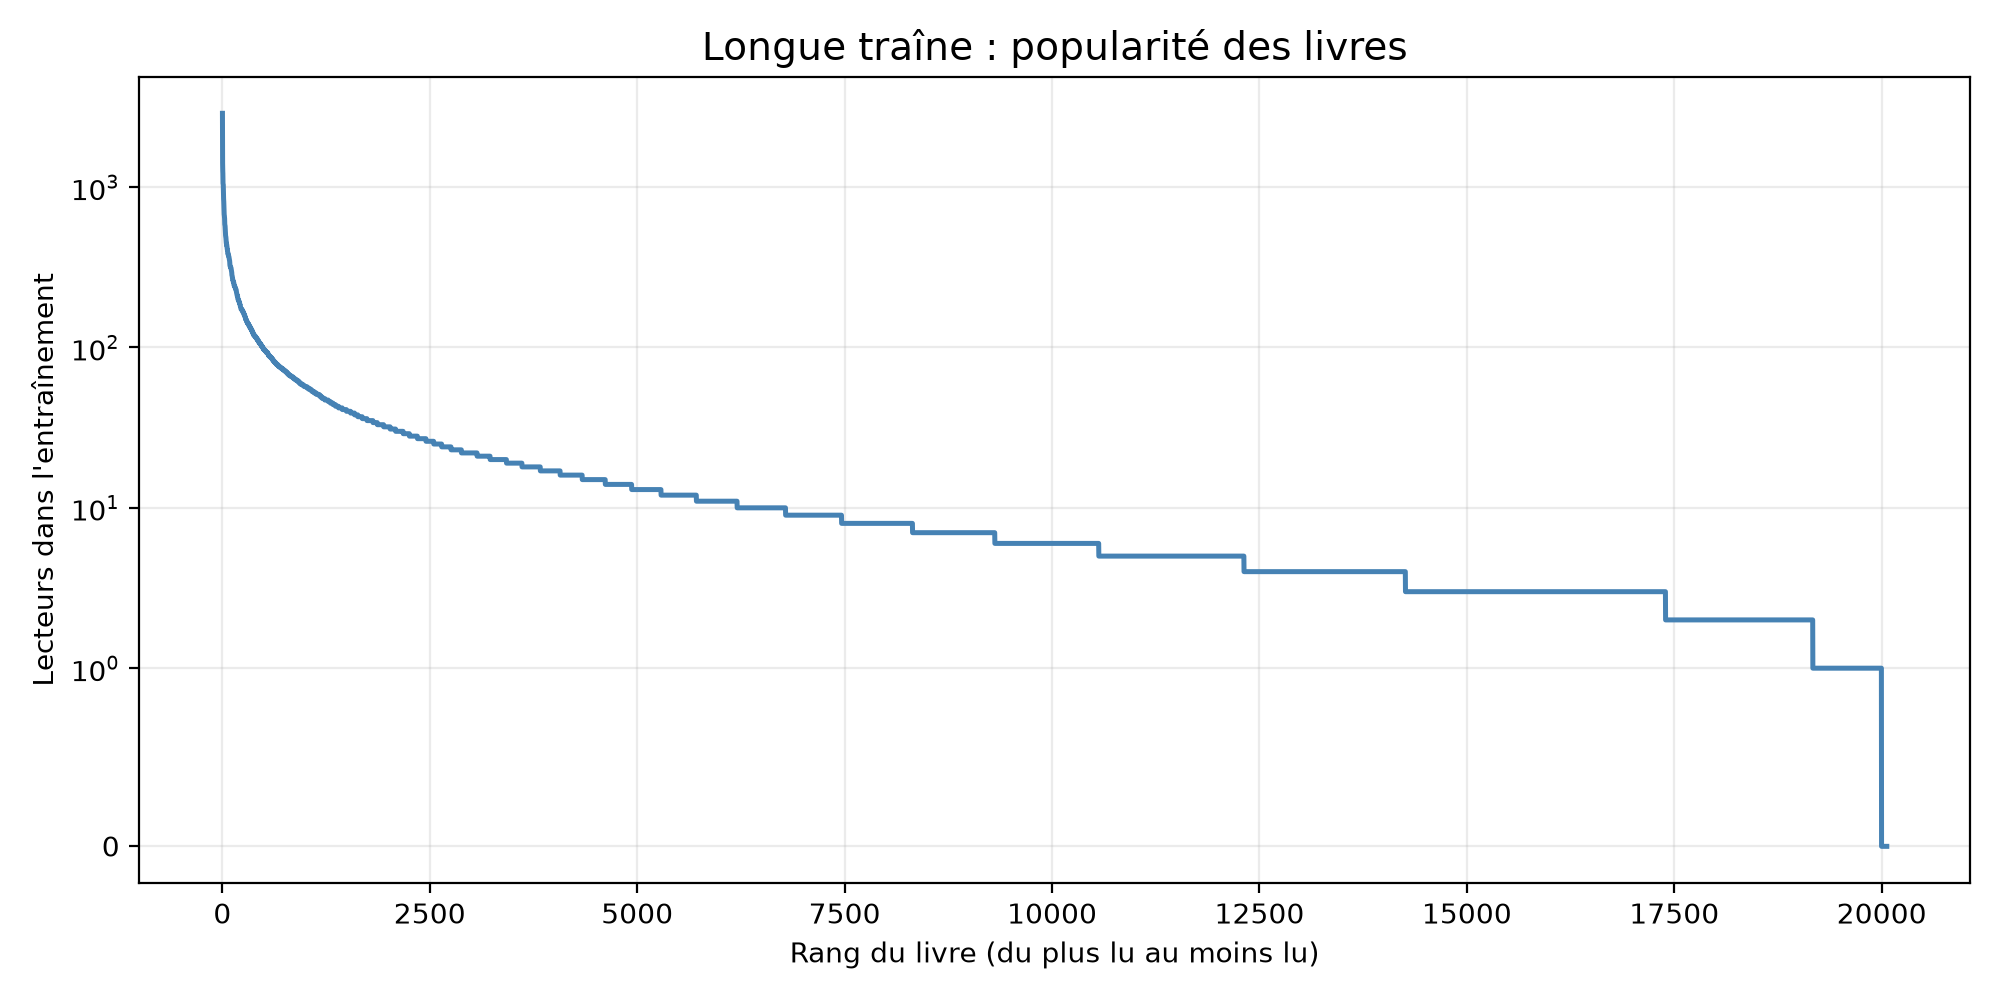 Longue traîne : popularité des livres
Lecteurs dans l'entraînement
10³
10²
10¹
10⁰
0
0 2500 5000 7500 10000 12500 15000 17500 20000
Rang du livre (du plus lu au moins lu)